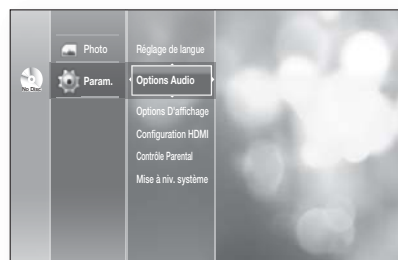 No Disc
Photo
Param.
Réglage de langue
Options Audio
Options D'affichage
Configuration HDMI
Contrôle Parental
Mise à niv. système